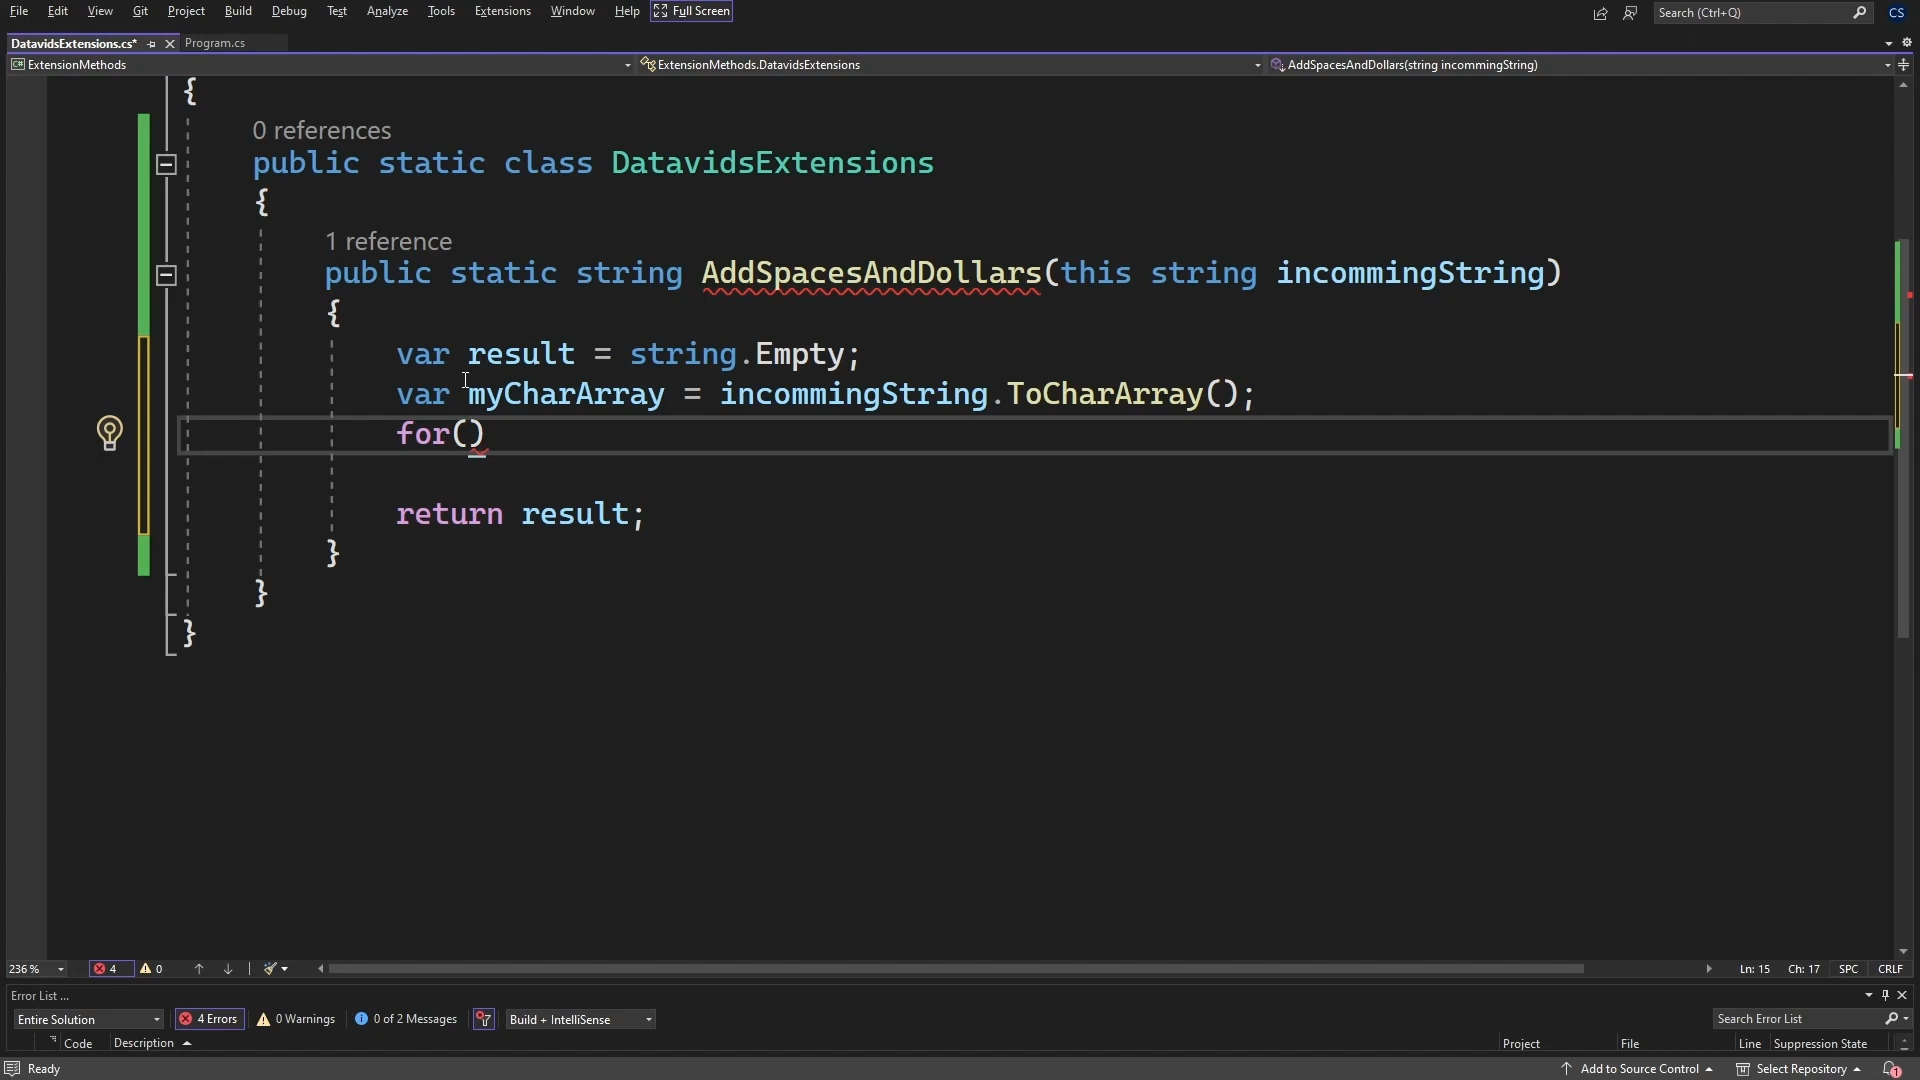 File Edit View Git Project Build Debug Test Analyze Tools Extensions Window Help Full Screen Search (Ctrl+Q) CS
DatavidsExtensions.cs* Program.cs
ExtensionMethods ExtensionMethods.DatavidsExtensions AddSpacesAndDollars(string incommingString)
{
0 references
public static class DatavidsExtensions
{
1 reference
public static string AddSpacesAndDollars(this string incommingString)
{
var result = string.Empty;
var myCharArray = incommingString.ToCharArray();
for()
return result;
}
}
}
236 % 4 0 Ln: 15 Ch: 17 SPC CRLF
Error List ...
Entire Solution 4 Errors 0 Warnings 0 of 2 Messages Build + IntelliSense Search Error List
Code Description Project File Line Suppression State
Ready Add to Source Control Select Repository 1